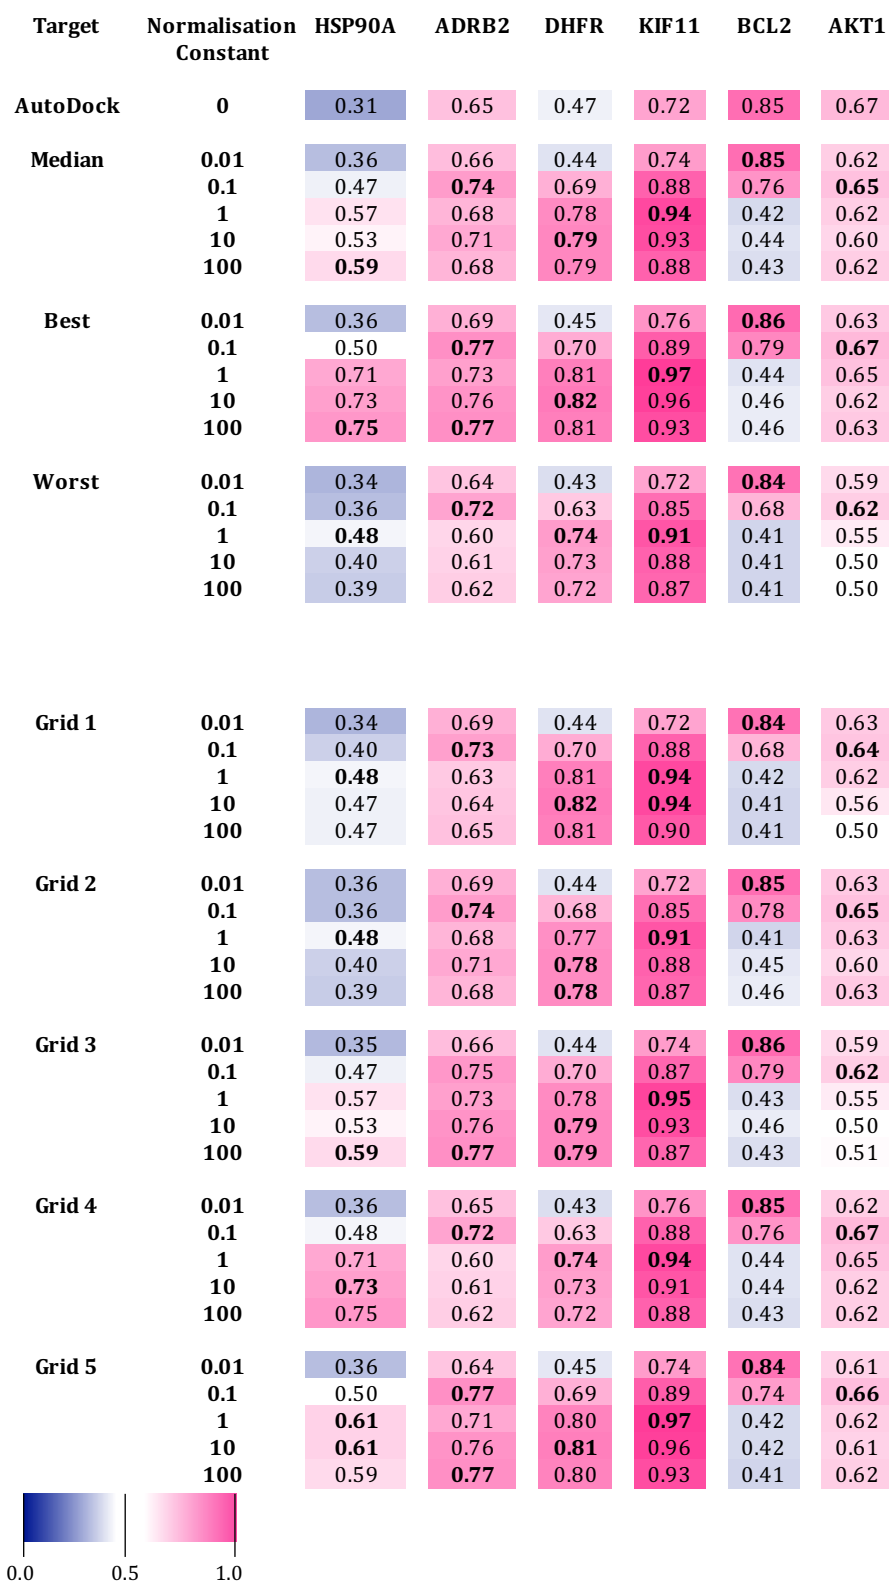 Target Normalisation HSP90A ADRB2 DHFR KIF11 BCL2 AKT1
Constant
AutoDock 0 0.31 0.65 0.47 0.72 0.85 0.67
Median 0.01 0.36 0.66 0.44 0.74 0.85 0.62
0.1 0.47 0.74 0.69 0.88 0.76 0.65
1 0.57 0.68 0.78 0.94 0.42 0.62
10 0.53 0.71 0.79 0.93 0.44 0.60
100 0.59 0.68 0.79 0.88 0.43 0.62
Best 0.01 0.36 0.69 0.45 0.76 0.86 0.63
0.1 0.50 0.77 0.70 0.89 0.79 0.67
1 0.71 0.73 0.81 0.97 0.44 0.65
10 0.73 0.76 0.82 0.96 0.46 0.62
100 0.75 0.77 0.81 0.93 0.46 0.63
Worst 0.01 0.34 0.64 0.43 0.72 0.84 0.59
0.1 0.36 0.72 0.63 0.85 0.68 0.62
1 0.48 0.60 0.74 0.91 0.41 0.55
10 0.40 0.61 0.73 0.88 0.41 0.50
100 0.39 0.62 0.72 0.87 0.41 0.50
Grid 1 0.01 0.34 0.69 0.44 0.72 0.84 0.63
0.1 0.40 0.73 0.70 0.88 0.68 0.64
1 0.48 0.63 0.81 0.94 0.42 0.62
10 0.47 0.64 0.82 0.94 0.41 0.56
100 0.47 0.65 0.81 0.90 0.41 0.50
Grid 2 0.01 0.36 0.69 0.44 0.72 0.85 0.63
0.1 0.36 0.74 0.68 0.85 0.78 0.65
1 0.48 0.68 0.77 0.91 0.41 0.63
10 0.40 0.71 0.78 0.88 0.45 0.60
100 0.39 0.68 0.78 0.87 0.46 0.63
Grid 3 0.01 0.35 0.66 0.44 0.74 0.86 0.59
0.1 0.47 0.75 0.70 0.87 0.79 0.62
1 0.57 0.73 0.78 0.95 0.43 0.55
10 0.53 0.76 0.79 0.93 0.46 0.50
100 0.59 0.77 0.79 0.87 0.43 0.51
Grid 4 0.01 0.36 0.65 0.43 0.76 0.85 0.62
0.1 0.48 0.72 0.63 0.88 0.76 0.67
1 0.71 0.60 0.74 0.94 0.44 0.65
10 0.73 0.61 0.73 0.91 0.44 0.62
100 0.75 0.62 0.72 0.88 0.43 0.62
Grid 5 0.01 0.36 0.64 0.45 0.74 0.84 0.61
0.1 0.50 0.77 0.69 0.89 0.74 0.66
1 0.61 0.71 0.80 0.97 0.42 0.62
10 0.61 0.76 0.81 0.96 0.42 0.61
100 0.59 0.77 0.80 0.93 0.41 0.62
0.0 0.5 1.0